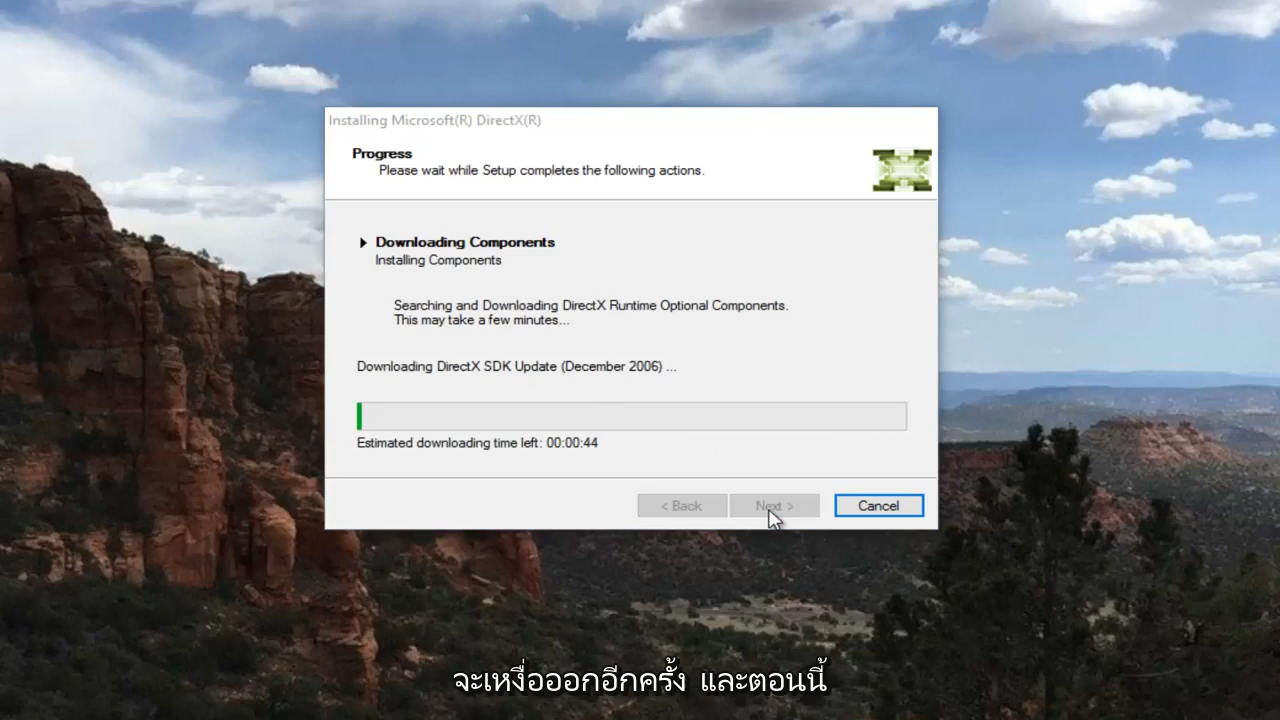 Installing Microsoft(R) DirectX(R)
Progress
Please wait while Setup completes the following actions.
Downloading Components
Installing Components
Searching and Downloading DirectX Runtime Optional Components.
This may take a few minutes...
Downloading DirectX SDK Update (December 2006) ...
Estimated downloading time left: 00:00:44
< Back Next > Cancel
จะเหงื่อออกอีกครั้ง และตอนนี้